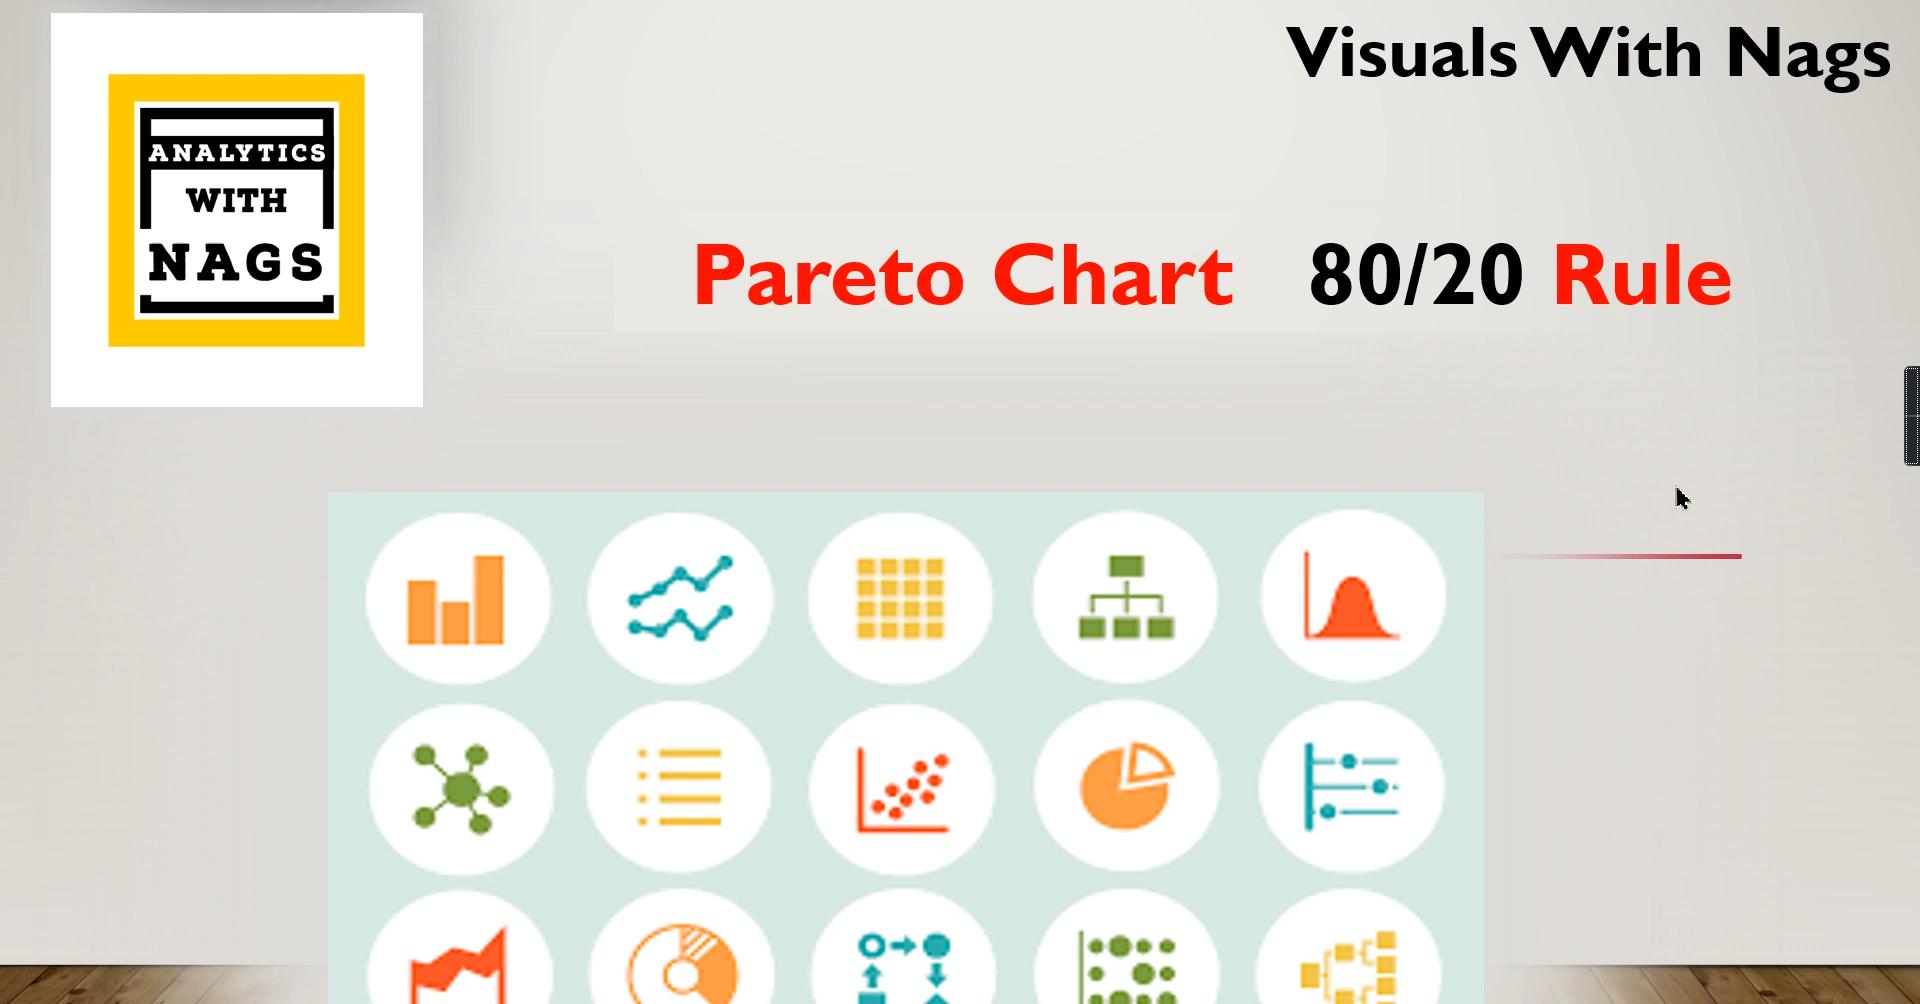 Visuals With Nags
ANALYTICS
WITH
NAGS
Pareto Chart 80/20 Rule